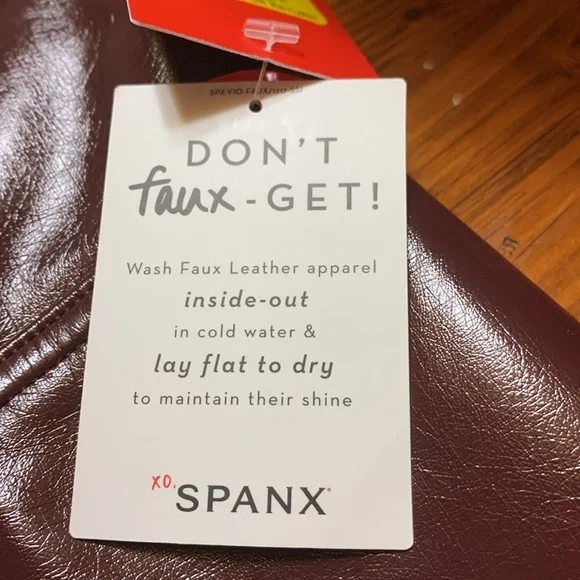 DON'T
faux-GET!
Wash Faux Leather apparel
inside-out
in cold water &
lay flat to dry
to maintain their shine
XO.
SPANX®